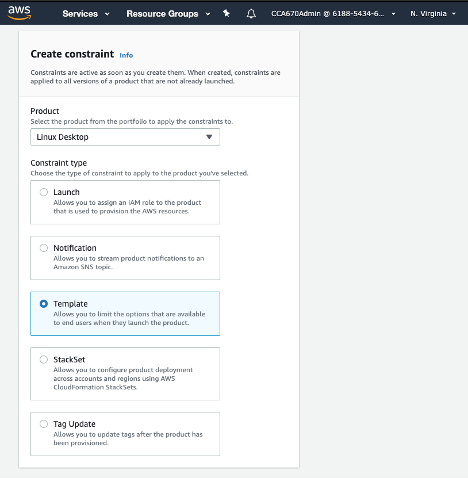 aws
Services
Resource Groups
CCA670Admin @ 6188-5434-6...
N. Virginia
Create constraint Info
Constraints are active as soon as you create them. When created, constraints are
applied to all versions of a product that are not already launched.
Product
Select the product from the portfolio to apply the constraints to.
Linux Desktop
Constraint type
Choose the type of constraint to apply to the product you've selected.
Launch
Allows you to assign an IAM role to the product
that is used to provision the AWS resources.
Notification
Allows you to stream product notifications to an
Amazon SNS topic.
Template
Allows you to limit the options that are available
to end users when they launch the product.
StackSet
Allows you to configure product deployment
across accounts and regions using AWS
CloudFormation StackSets.
Tag Update
Allows you to update tags after the product has
been provisioned.